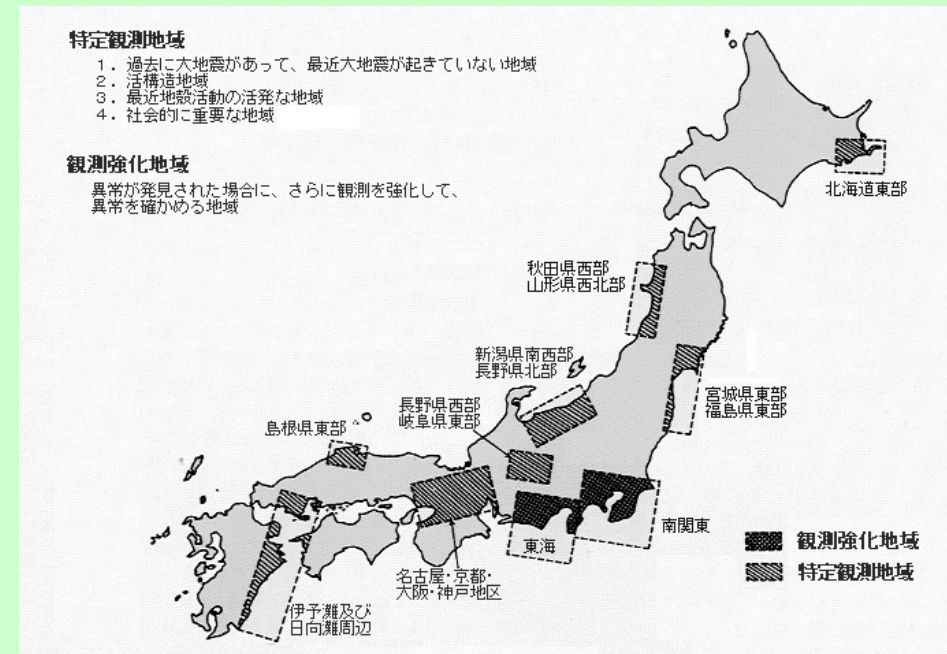 特定観測地域
1．過去に大地震があって、最近大地震が起きていない地域
2．活構造地域
3．最近地殻活動の活発な地域
4．社会的に重要な地域
観測強化地域
異常が発見された場合に、さらに観測を強化して、
異常を確かめる地域
北海道東部
秋田県西部
山形県西北部
新潟県南西部
長野県北部
宮城県東部
福島県東部
長野県西部
岐阜県東部
島根県東部
南関東
東海
名古屋・京都・
大阪・神戸地区
伊予灘及び
日向灘周辺
観測強化地域
特定観測地域